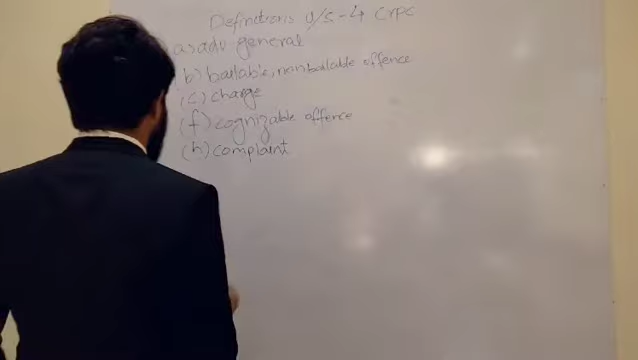 Definitions u/s-4 Crpc
a) adv general
(b) bailable, nonbailable offence
(c) charge
(f) cognizable offence
(h) complaint